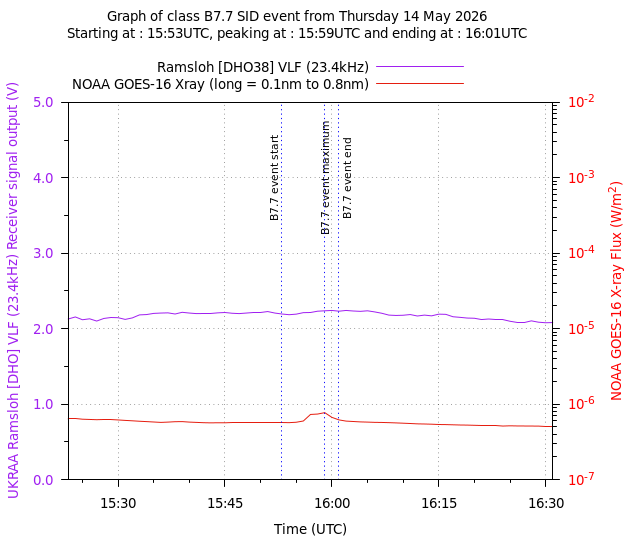 Graph of class B7.7 SID event from Thursday 14 May 2026
Starting at : 15:53UTC, peaking at : 15:59UTC and ending at : 16:01UTC
Ramsloh [DHO38] VLF (23.4kHz)
NOAA GOES-16 Xray (long = 0.1nm to 0.8nm)
UKRAA Ramsloh [DHO] VLF (23.4kHz) Receiver signal output (V)
5.0
4.0
3.0
2.0
1.0
0.0
B7.7 event start
B7.7 event maximum
B7.7 event end
10⁻²
10⁻³
10⁻⁴
10⁻⁵
10⁻⁶
10⁻⁷
NOAA GOES-16 X-ray Flux (W/m²)
15:30
15:45
16:00
16:15
16:30
Time (UTC)